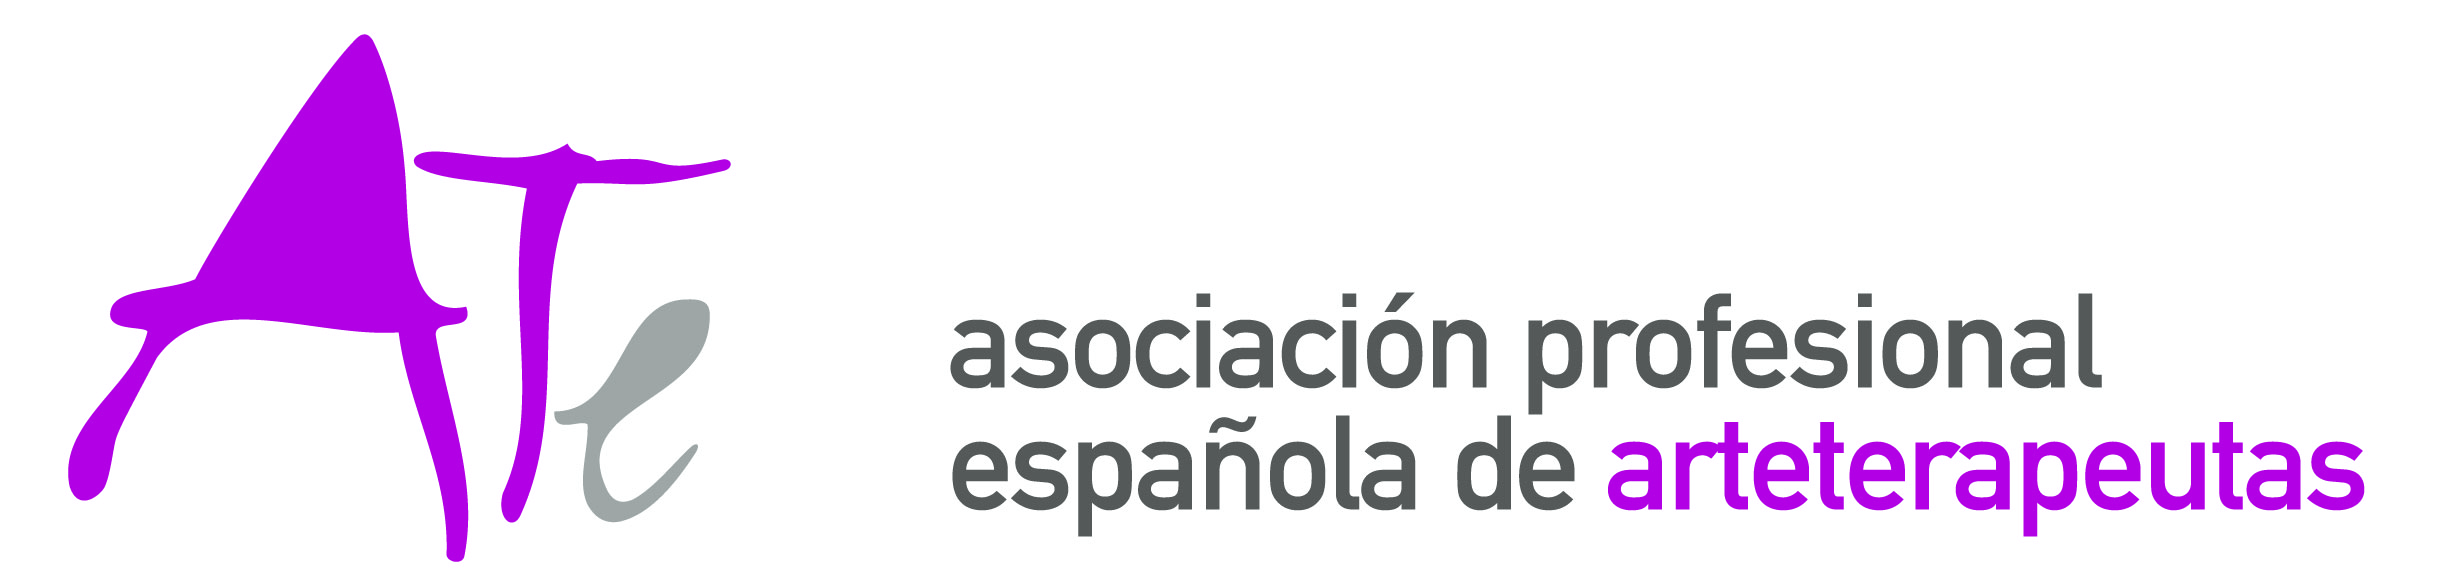 ATe
asociación profesional
española de arteterapeutas